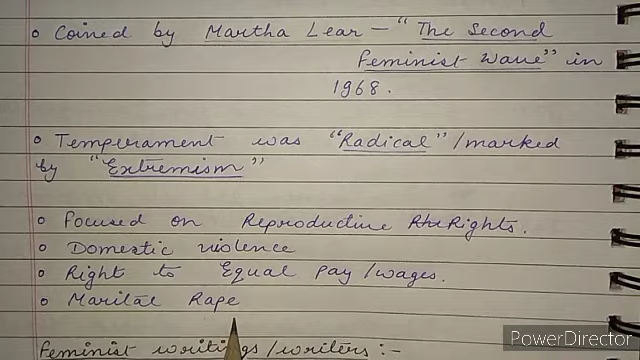 o Coined by Martha Lear - "The Second
Feminist Wave" in
1968.
o Temperament was "Radical" / marked
by "Extremism"
o Focused on Reproductive Rights.
o Domestic violence
o Right to Equal pay / wages.
o Marital Rape
Feminist writings / writers :-
PowerDirector